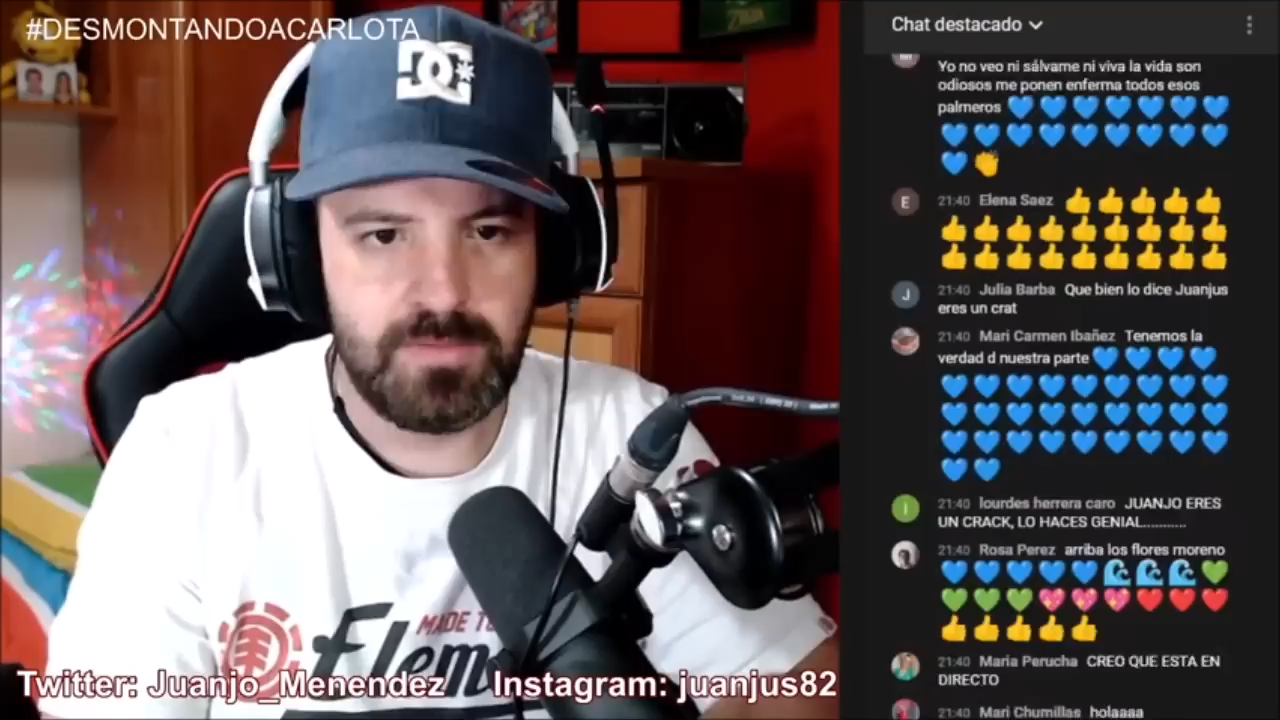 #DESMONTANDOACARLOTA
DC
MADE
Elem
Twitter: Juanjo_Menendez
Instagram: juanjus82
Chat destacado
Yo no veo ni sálvame ni viva la vida son
odiosos me ponen enferma todos esos
palmeros 💙💙💙💙💙💙💙
💙💙💙💙💙💙💙💙💙
💙👏
E
21:40 Elena Saez 👍👍👍👍👍
👍👍👍👍👍👍👍👍👍
👍👍👍👍👍👍👍👍👍
J
21:40 Julia Barba Que bien lo dice Juanjus
eres un crat
21:40 Mari Carmen Ibañez Tenemos la
verdad d nuestra parte 💙💙💙💙
💙💙💙💙💙💙💙💙💙
💙💙💙💙💙💙💙💙💙
💙💙💙💙💙💙💙💙💙
💙💙
l
21:40 lourdes herrera caro JUANJO ERES
UN CRACK, LO HACES GENIAL...........
21:40 Rosa Perez arriba los flores moreno
💙💙💙💙💙🌊🌊🌊💚
💚💚💚💖💖💖❤️❤️❤️
👍👍👍👍👍
21:40 Maria Perucha CREO QUE ESTA EN
DIRECTO
21:40 Mari Chumillas holaaaa